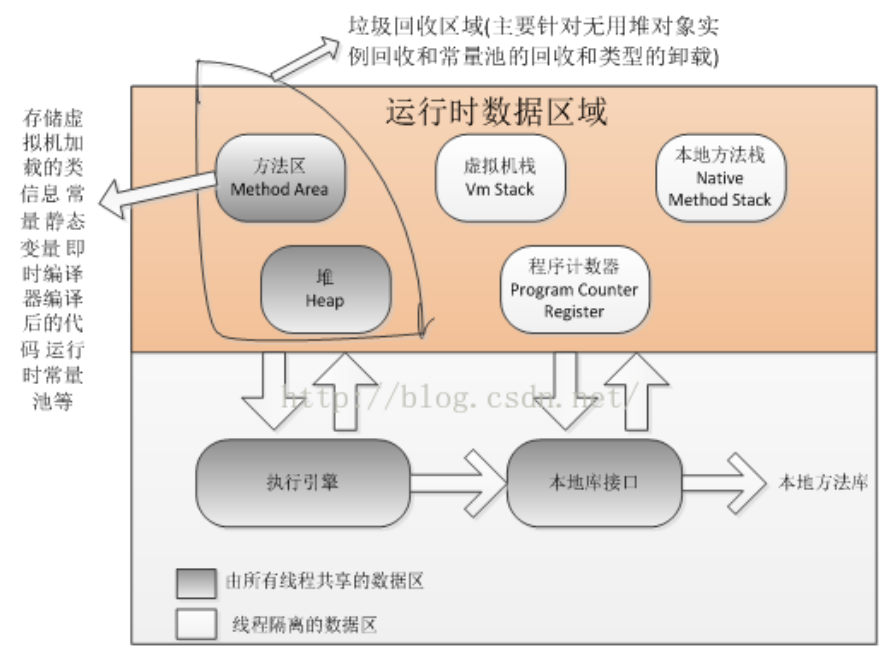 垃圾回收区域(主要针对无用堆对象实
例回收和常量池的回收和类型的卸载)
运行时数据区域
存储虚
拟机加
载的类
信息 常
量 静态
变量 即
时编译
器编译
后的代
码 运行
时常量
池等
方法区
Method Area
虚拟机栈
Vm Stack
本地方法栈
Native
Method Stack
堆
Heap
程序计数器
Program Counter
Register
http://blog.csdn.net/
执行引擎
本地库接口
本地方法库
由所有线程共享的数据区
线程隔离的数据区